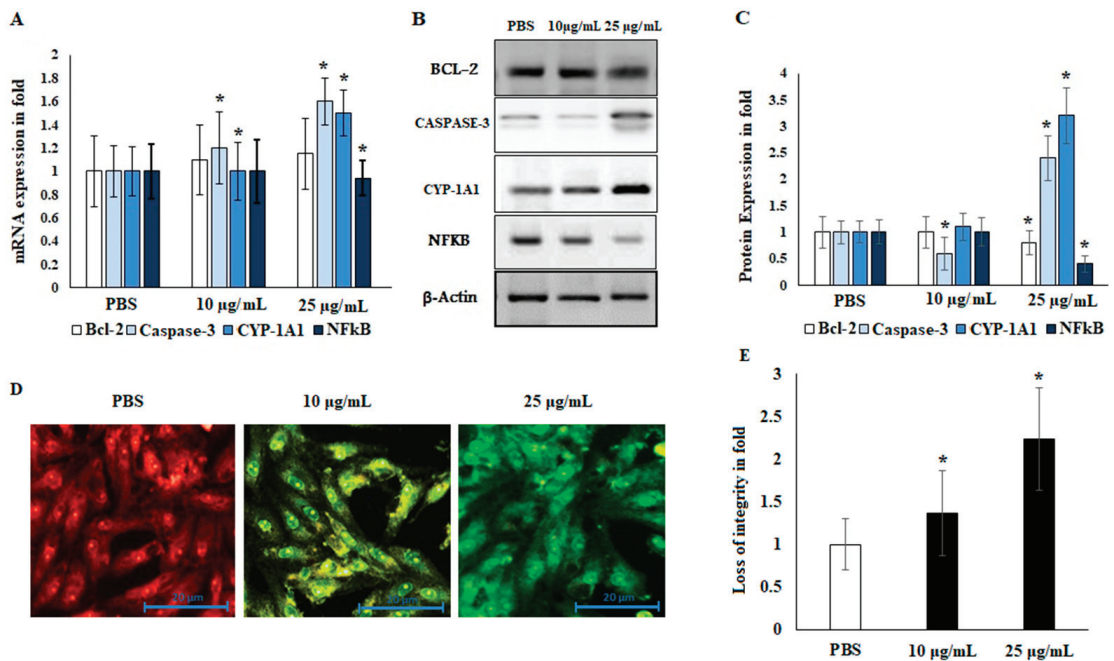 A
mRNA expression in fold
2
1.8
1.6
1.4
1.2
1
0.8
0.6
0.4
0.2
0
* * * * *
PBS 10 µg/mL 25 µg/mL
Bcl-2 Caspase-3 CYP-1A1 NFkB
B
PBS 10µg/mL 25 µg/mL
BCL-2
CASPASE-3
CYP-1A1
NFKB
β-Actin
C
Protein Expression in fold
4
3.5
3
2.5
2
1.5
1
0.5
0
* * * * *
PBS 10 µg/mL 25 µg/mL
Bcl-2 Caspase-3 CYP-1A1 NFkB
D
PBS 10 µg/mL 25 µg/mL
20 µm 20 µm 20 µm
E
Loss of integrity in fold
3
2.5
2
1.5
1
0.5
0
* *
PBS 10 µg/mL 25 µg/mL